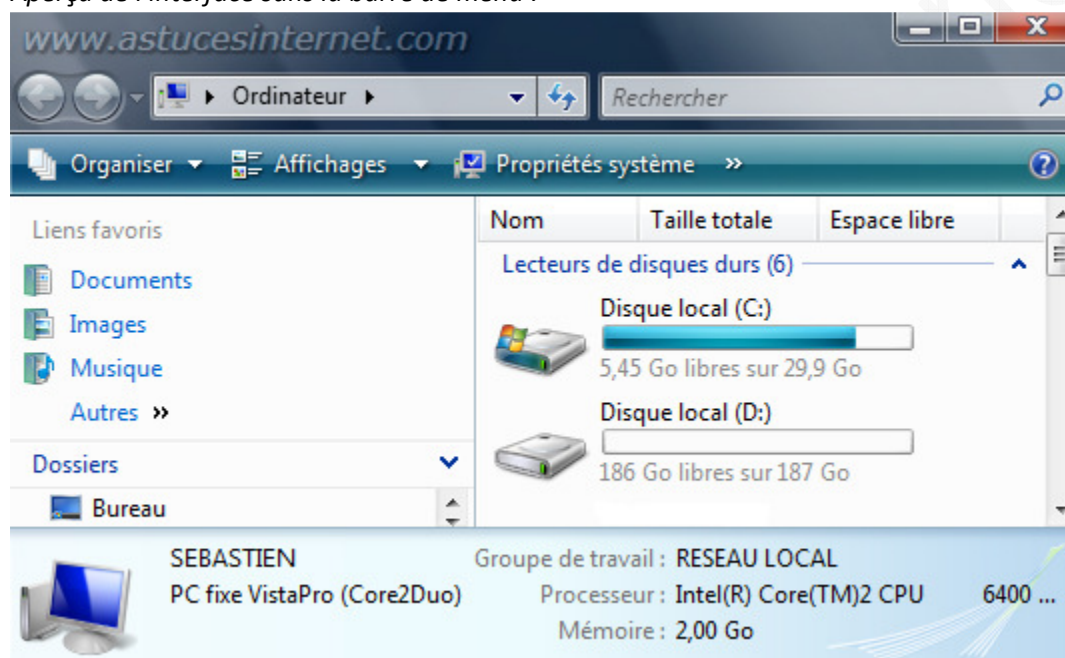 Aperçu de l'interface sans la barre de menu :
www.astucesinternet.com
Ordinateur
Rechercher
Organiser Affichages Propriétés système »
Liens favoris
Documents
Images
Musique
Autres »
Dossiers
Bureau
Nom Taille totale Espace libre
Lecteurs de disques durs (6)
Disque local (C:)
5,45 Go libres sur 29,9 Go
Disque local (D:)
186 Go libres sur 187 Go
SEBASTIEN
PC fixe VistaPro (Core2Duo)
Groupe de travail : RESEAU LOCAL
Processeur : Intel(R) Core(TM)2 CPU 6400 ...
Mémoire : 2,00 Go